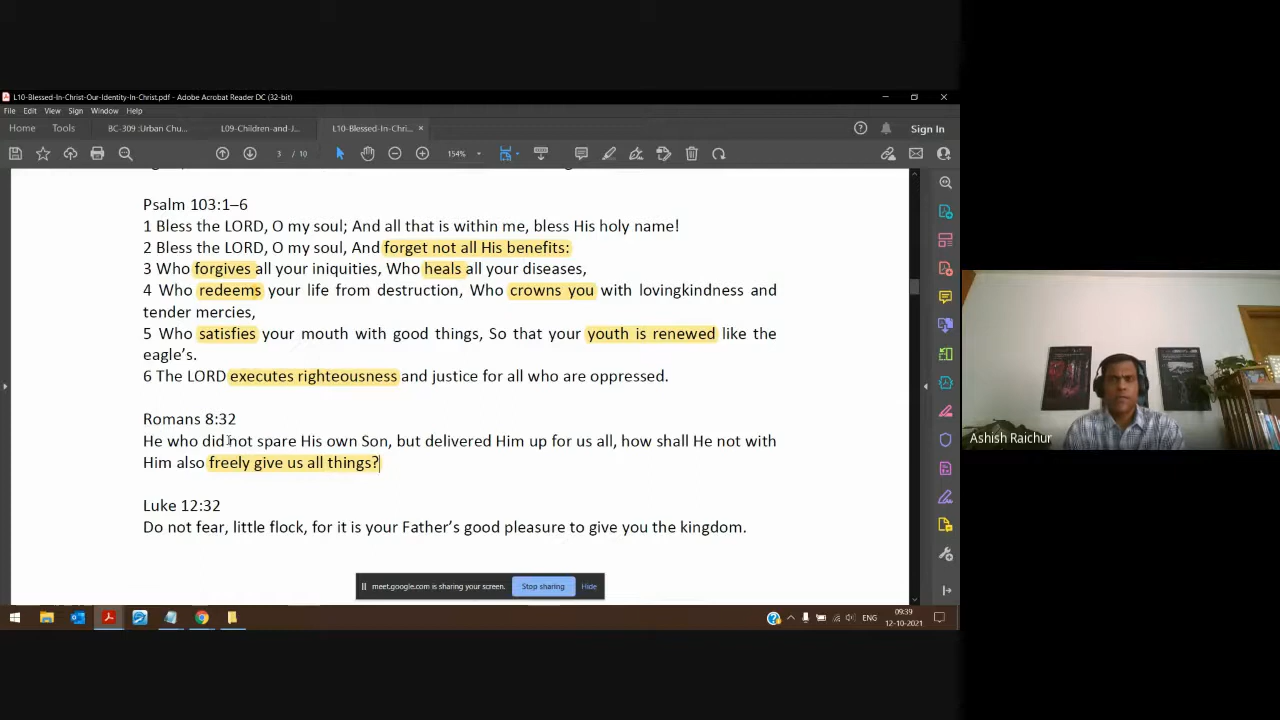 L10-Blessed-In-Christ-Our-Identity-In-Christ.pdf - Adobe Acrobat Reader DC (32-bit)
File Edit View Sign Window Help
Home Tools BC-309 :Urban Chu... L09-Children-and-J... L10-Blessed-In-Chri... × Sign In
3 / 10 154%
Psalm 103:1–6
1 Bless the LORD, O my soul; And all that is within me, bless His holy name!
2 Bless the LORD, O my soul, And forget not all His benefits:
3 Who forgives all your iniquities, Who heals all your diseases,
4 Who redeems your life from destruction, Who crowns you with lovingkindness and
tender mercies,
5 Who satisfies your mouth with good things, So that your youth is renewed like the
eagle’s.
6 The LORD executes righteousness and justice for all who are oppressed.
Romans 8:32
He who did not spare His own Son, but delivered Him up for us all, how shall He not with
Him also freely give us all things?
Luke 12:32
Do not fear, little flock, for it is your Father’s good pleasure to give you the kingdom.
meet.google.com is sharing your screen. Stop sharing Hide
ENG
09:39
12-10-2021
Ashish Raichur